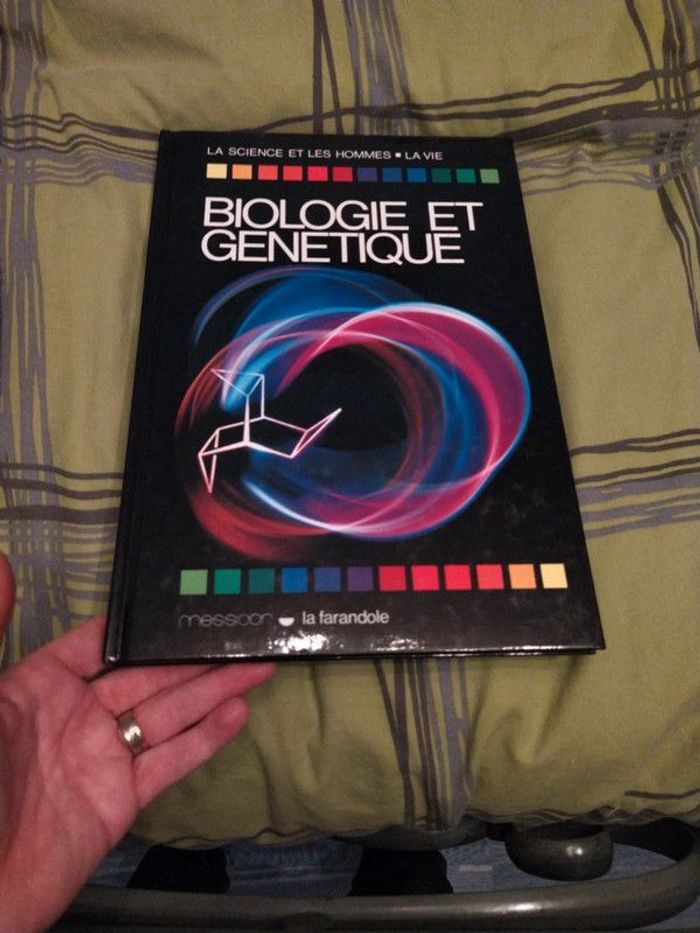 LA SCIENCE ET LES HOMMES ▪ LA VIE
BIOLOGIE ET
GENETIQUE
messidor la farandole